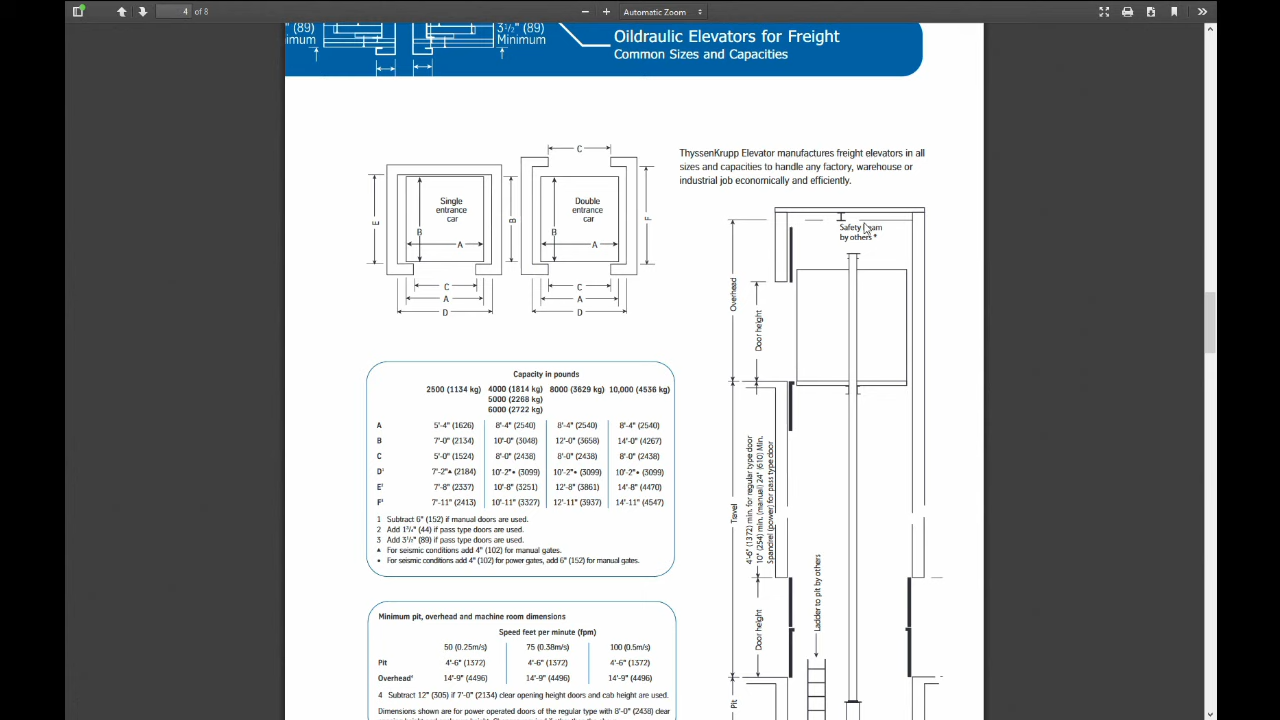 4 of 8
Automatic Zoom
(89)
Minimum
3 1/2" (89)
Minimum
Oildraulic Elevators for Freight
Common Sizes and Capacities
ThyssenKrupp Elevator manufactures freight elevators in all
sizes and capacities to handle any factory, warehouse or
industrial job economically and efficiently.
C
Single
entrance
car
Double
entrance
car
E
B
A
B
B
A
F
C
A
D
C
A
D
Safety Beam
by others *
Overhead
Door height
Travel
4'-6" (1372) min. for regular type door
10" (254) min. (manual) 24" (610) Min.
Spandrel (power) for pass type door
Ladder to pit by others
Door height
Pit
Capacity in pounds
2500 (1134 kg) 4000 (1814 kg) 8000 (3629 kg) 10,000 (4536 kg)
5000 (2268 kg)
6000 (2722 kg)
A 5'-4" (1626) 8'-4" (2540) 8'-4" (2540) 8'-4" (2540)
B 7'-0" (2134) 10'-0" (3048) 12'-0" (3658) 14'-0" (4267)
C 5'-0" (1524) 8'-0" (2438) 8'-0" (2438) 8'-0" (2438)
D¹ 7'-2"▲ (2184) 10'-2"• (3099) 10'-2"• (3099) 10'-2"• (3099)
E² 7'-8" (2337) 10'-8" (3251) 12'-8" (3861) 14'-8" (4470)
F³ 7'-11" (2413) 10'-11" (3327) 12'-11" (3937) 14'-11" (4547)
1 Subtract 6" (152) if manual doors are used.
2 Add 1 3/4" (44) if pass type doors are used.
3 Add 3 1/2" (89) if pass type doors are used.
▲ For seismic conditions add 4" (102) for manual gates.
• For seismic conditions add 4" (102) for power gates, add 6" (152) for manual gates.
Minimum pit, overhead and machine room dimensions
Speed feet per minute (fpm)
50 (0.25m/s) 75 (0.38m/s) 100 (0.5m/s)
Pit 4'-6" (1372) 4'-6" (1372) 4'-6" (1372)
Overhead⁴ 14'-9" (4496) 14'-9" (4496) 14'-9" (4496)
4 Subtract 12" (305) if 7'-0" (2134) clear opening height doors and cab height are used.
Dimensions shown are for power operated doors of the regular type with 8'-0" (2438) clear